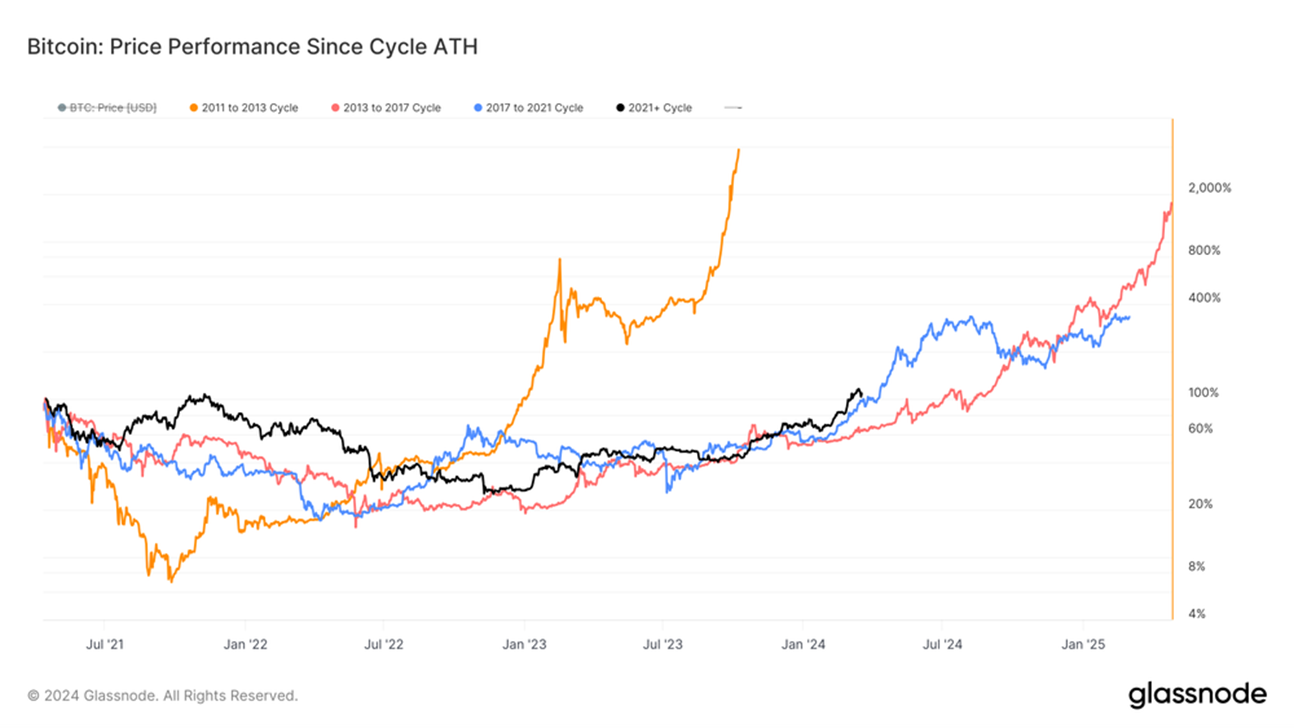 Bitcoin: Price Performance Since Cycle ATH
BTC: Price [USD] 2011 to 2013 Cycle 2013 to 2017 Cycle 2017 to 2021 Cycle 2021+ Cycle
2,000%
800%
400%
100%
60%
20%
8%
4%
Jul '21 Jan '22 Jul '22 Jan '23 Jul '23 Jan '24 Jul '24 Jan '25
© 2024 Glassnode. All Rights Reserved. glassnode